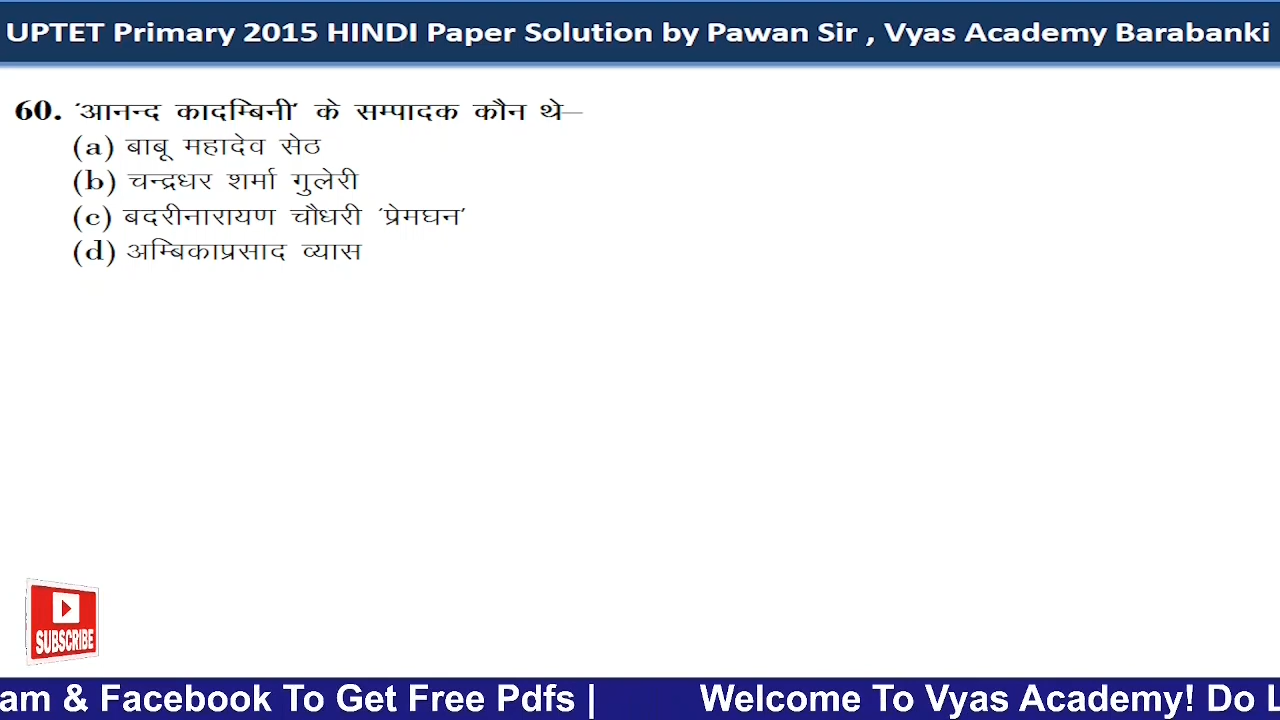 UPTET Primary 2015 HINDI Paper Solution by Pawan Sir , Vyas Academy Barabanki
60. 'आनन्द कादम्बिनी' के सम्पादक कौन थे–
(a) बाबू महादेव सेठ
(b) चन्द्रधर शर्मा गुलेरी
(c) बदरीनारायण चौधरी 'प्रेमघन'
(d) अम्बिकाप्रसाद व्यास
SUBSCRIBE
am & Facebook To Get Free Pdfs | Welcome To Vyas Academy! Do L